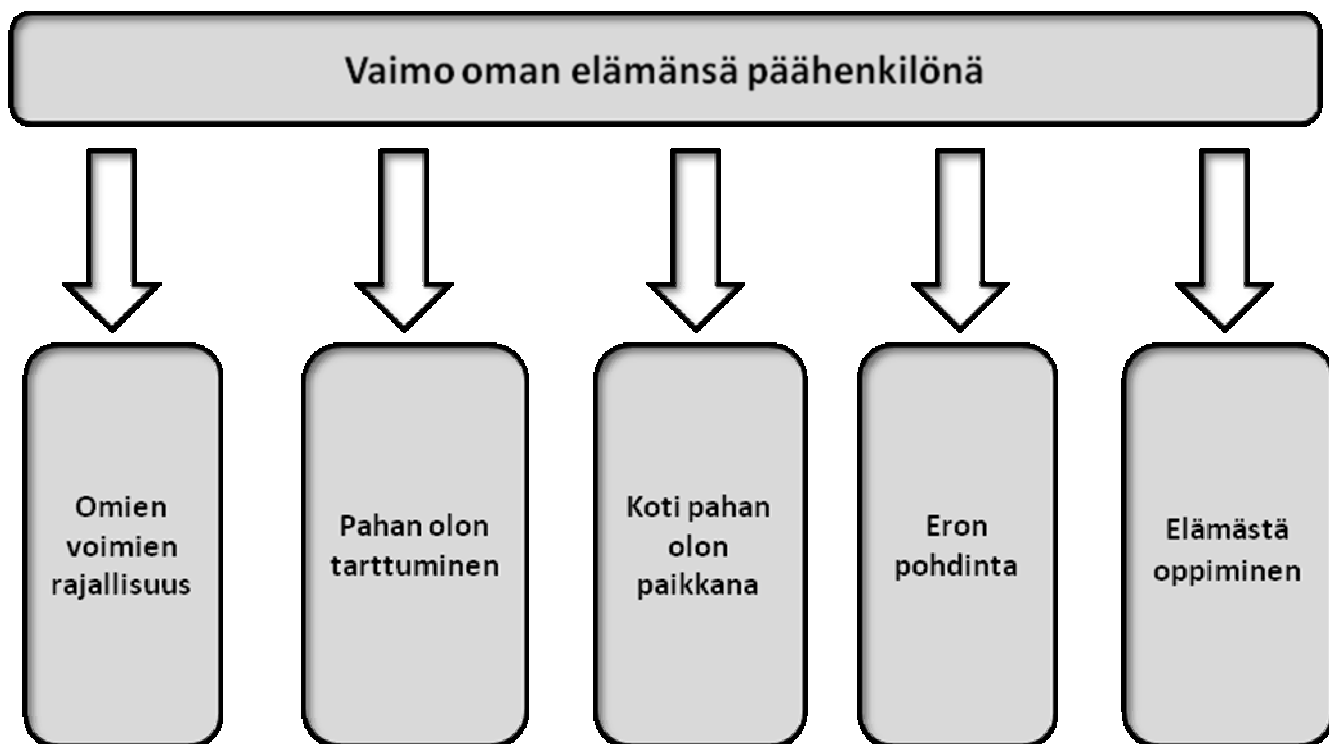 Vaimo oman elämänsä päähenkilönä
Omien
voimien
rajallisuus
Pahan olon
tarttuminen
Koti pahan
olon
paikkana
Eron
pohdinta
Elämästä
oppiminen